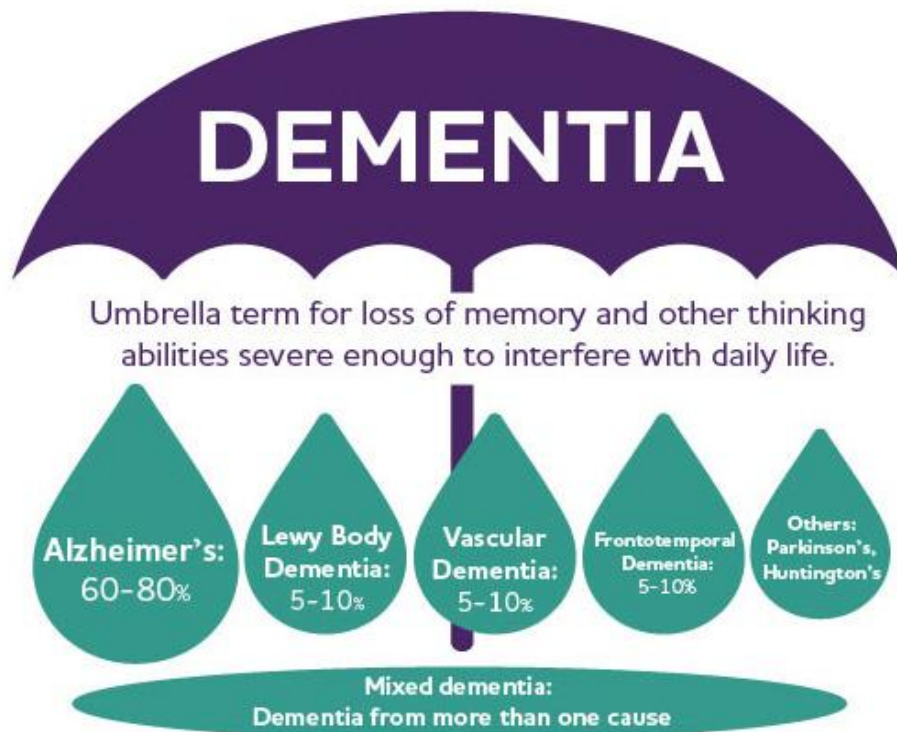 DEMENTIA
Umbrella term for loss of memory and other thinking
abilities severe enough to interfere with daily life.
Alzheimer's:
60-80%
Lewy Body
Dementia:
5-10%
Vascular
Dementia:
5-10%
Frontotemporal
Dementia:
5-10%
Others:
Parkinson's,
Huntington's
Mixed dementia:
Dementia from more than one cause